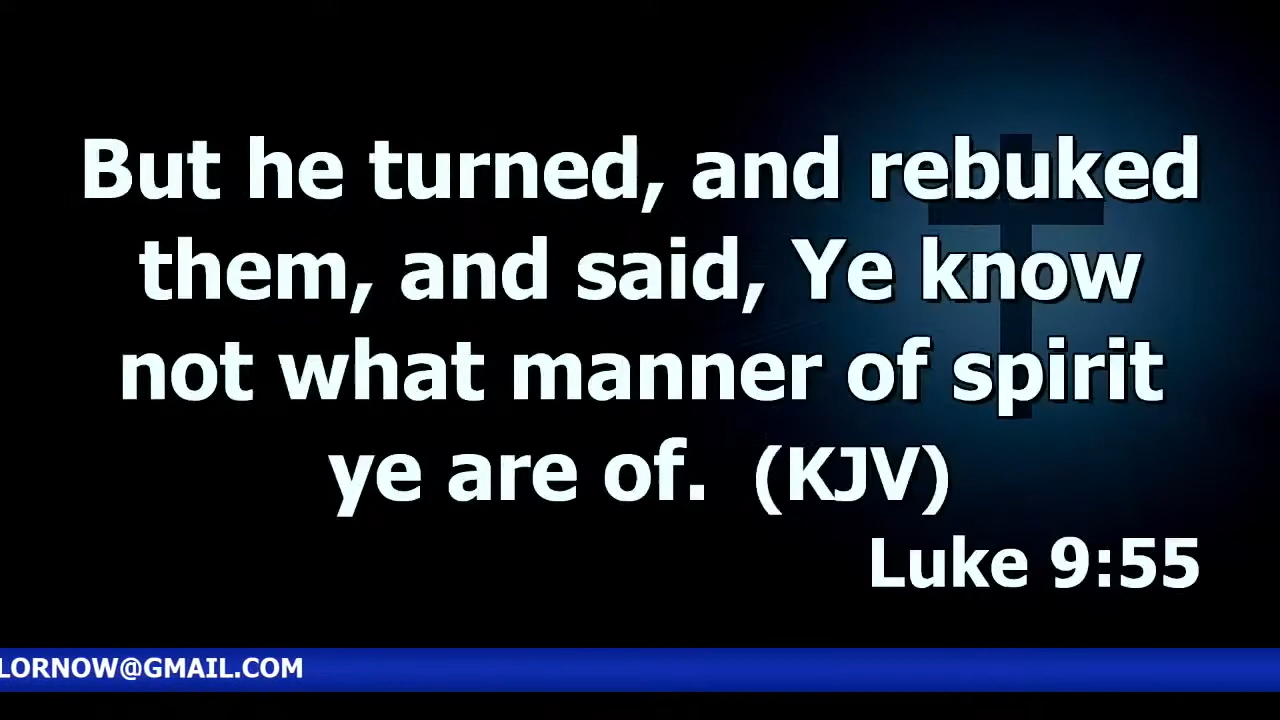 But he turned, and rebuked
them, and said, Ye know
not what manner of spirit
ye are of.  (KJV)
Luke 9:55
LORNOW@GMAIL.COM